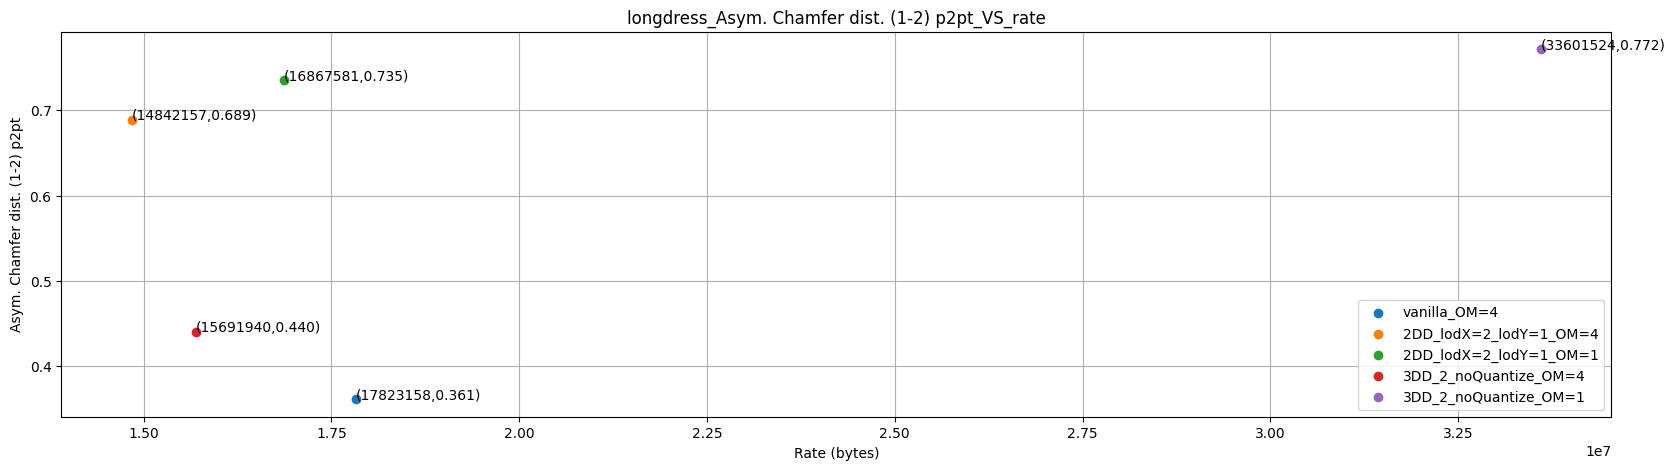 longdress_Asym. Chamfer dist. (1-2) p2pt_VS_rate
(33601524,0.772)
(16867581,0.735)
(14842157,0.689)
(15691940,0.440)
(17823158,0.361)
Asym. Chamfer dist. (1-2) p2pt
0.7
0.6
0.5
0.4
vanilla_OM=4
2DD_lodX=2_lodY=1_OM=4
2DD_lodX=2_lodY=1_OM=1
3DD_2_noQuantize_OM=4
3DD_2_noQuantize_OM=1
1.50 1.75 2.00 2.25 2.50 2.75 3.00 3.25
1e7
Rate (bytes)